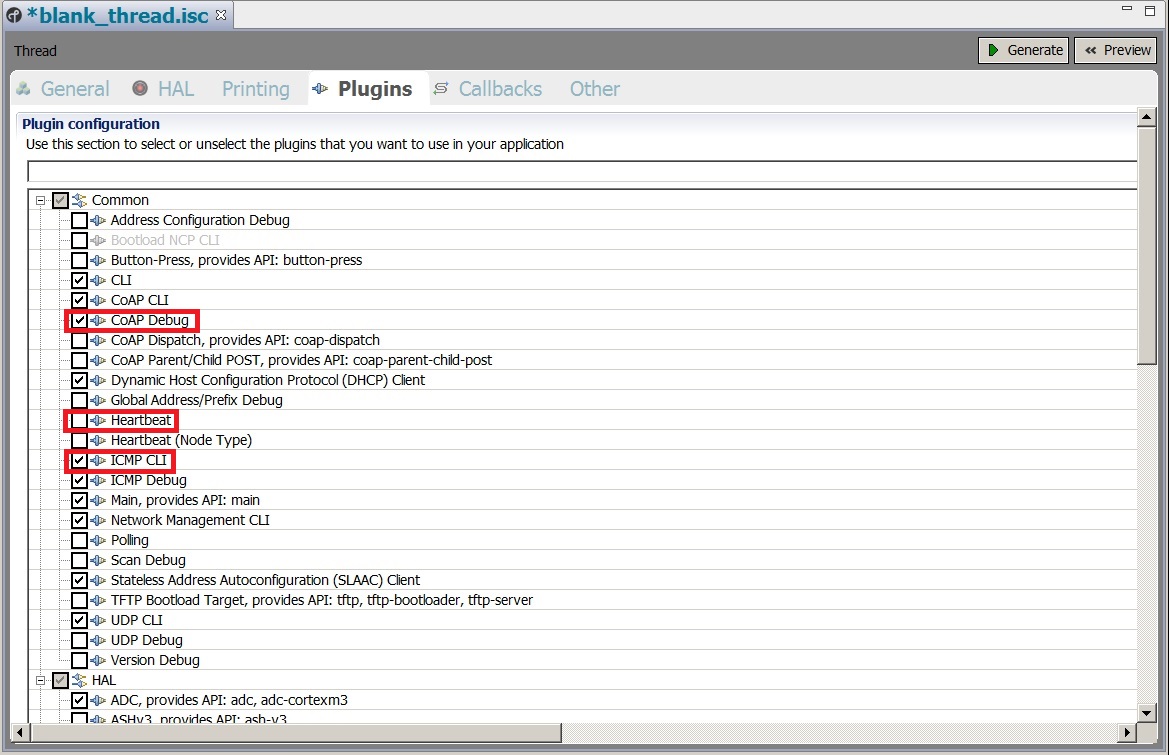 *blank_thread.isc
Thread
Generate
Preview
General
HAL
Printing
Plugins
Callbacks
Other
Plugin configuration
Use this section to select or unselect the plugins that you want to use in your application
Common
Address Configuration Debug
Bootload NCP CLI
Button-Press, provides API: button-press
CLI
CoAP CLI
CoAP Debug
CoAP Dispatch, provides API: coap-dispatch
CoAP Parent/Child POST, provides API: coap-parent-child-post
Dynamic Host Configuration Protocol (DHCP) Client
Global Address/Prefix Debug
Heartbeat
Heartbeat (Node Type)
ICMP CLI
ICMP Debug
Main, provides API: main
Network Management CLI
Polling
Scan Debug
Stateless Address Autoconfiguration (SLAAC) Client
TFTP Bootload Target, provides API: tftp, tftp-bootloader, tftp-server
UDP CLI
UDP Debug
Version Debug
HAL
ADC, provides API: adc, adc-cortexm3
ASHv3, provides API: ash-v3